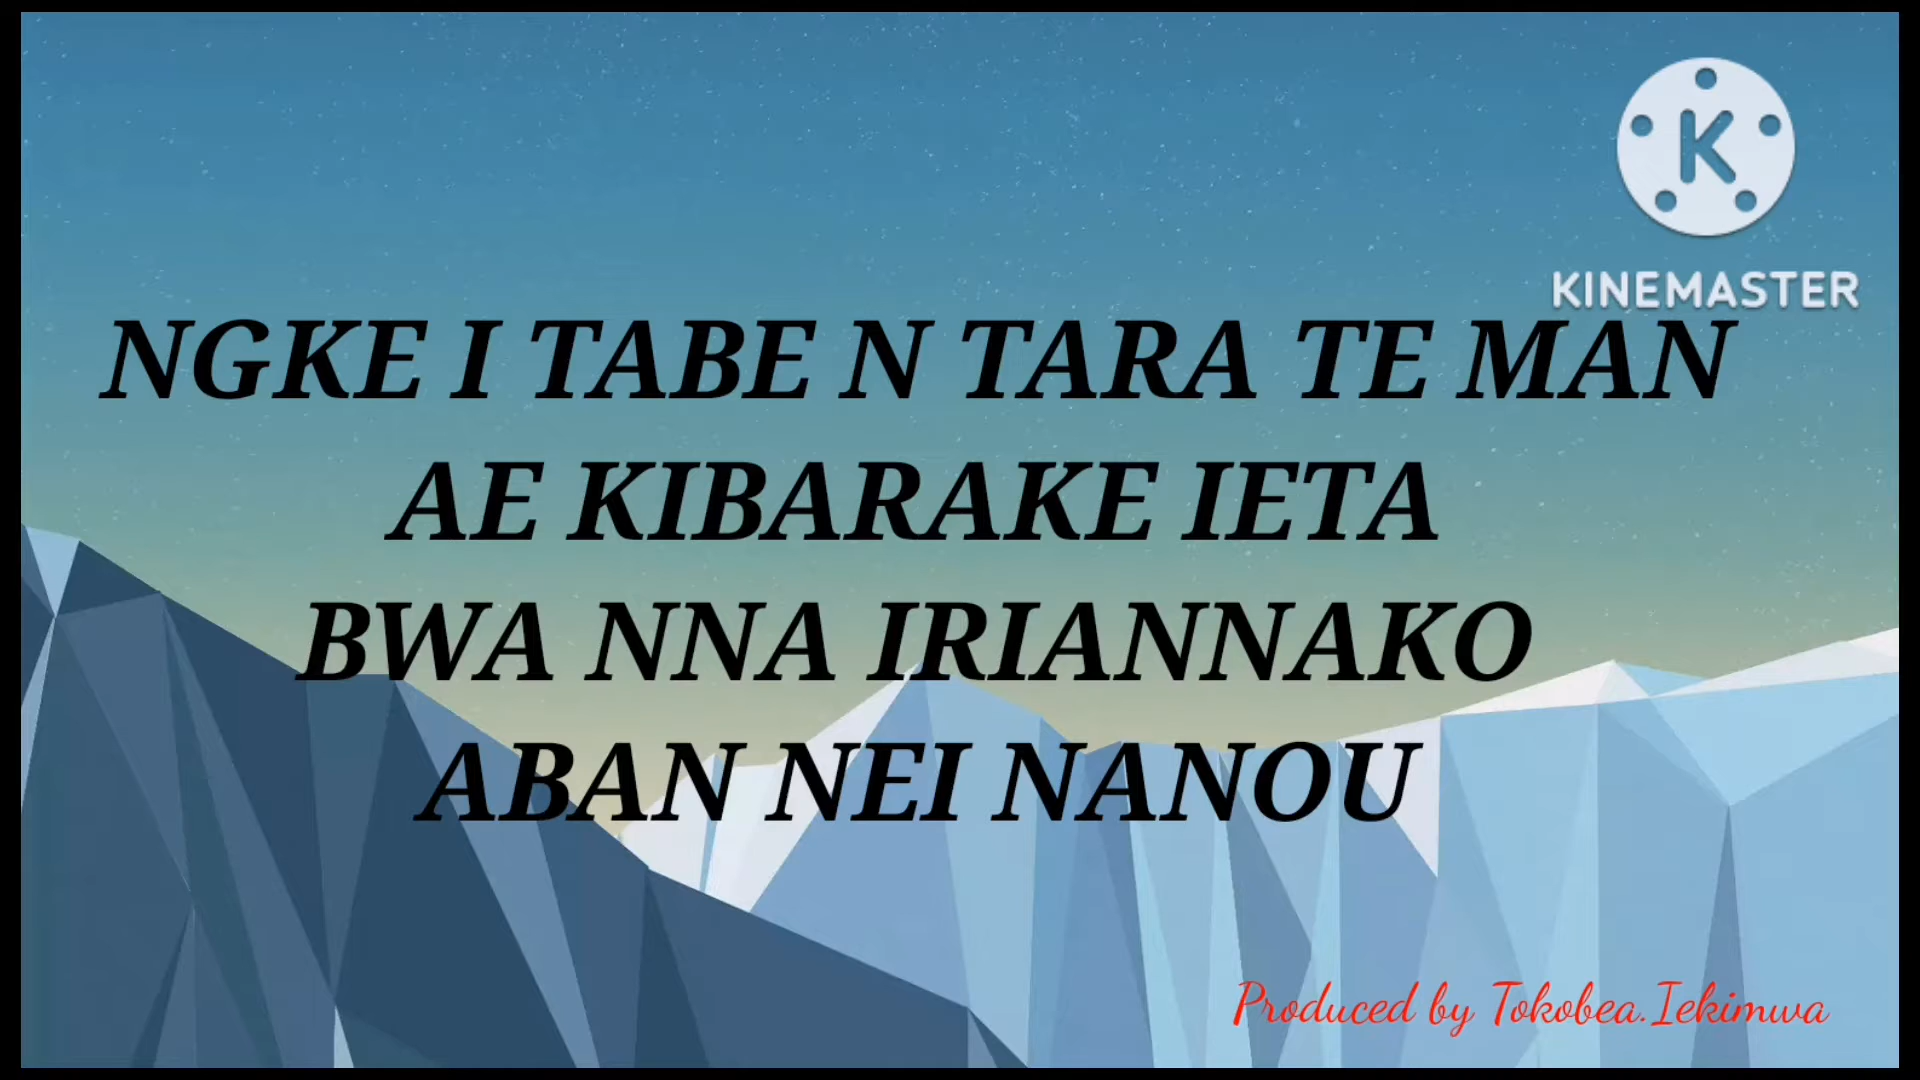 KINEMASTER
NGKE I TABE N TARA TE MAN
AE KIBARAKE IETA
BWA NNA IRIANNAKO
ABAN NEI NANOU
Produced by Tokobea.Iekimwa